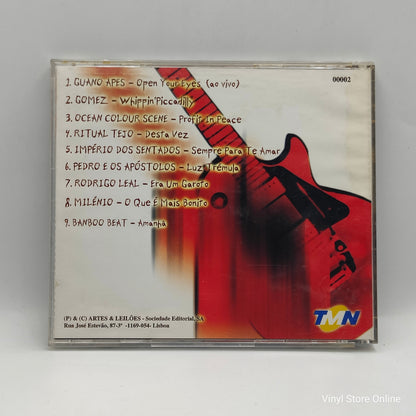 00002
1. GUANO APES - Open Your Eyes (ao vivo)
2. GOMEZ - Whippin' Piccadilly
3. OCEAN COLOUR SCENE - Profit In Peace
4. RITUAL TEJO - Desta Vez
5. IMPÉRIO DOS SENTADOS - Sempre Para Te Amar
6. PEDRO E OS APÓSTOLOS - Luz Trémula
7. RODRIGO LEAL - Era Um Garoto
8. MILÉNIO - O Que É Mais Bonito
9. BANBOO BEAT - Amanhã
(P) & (C) ARTES & LEILÕES - Sociedade Editorial, SA
Rua José Estevão, 87-3º -1169-054- Lisboa
TMN
Vinyl Store Online